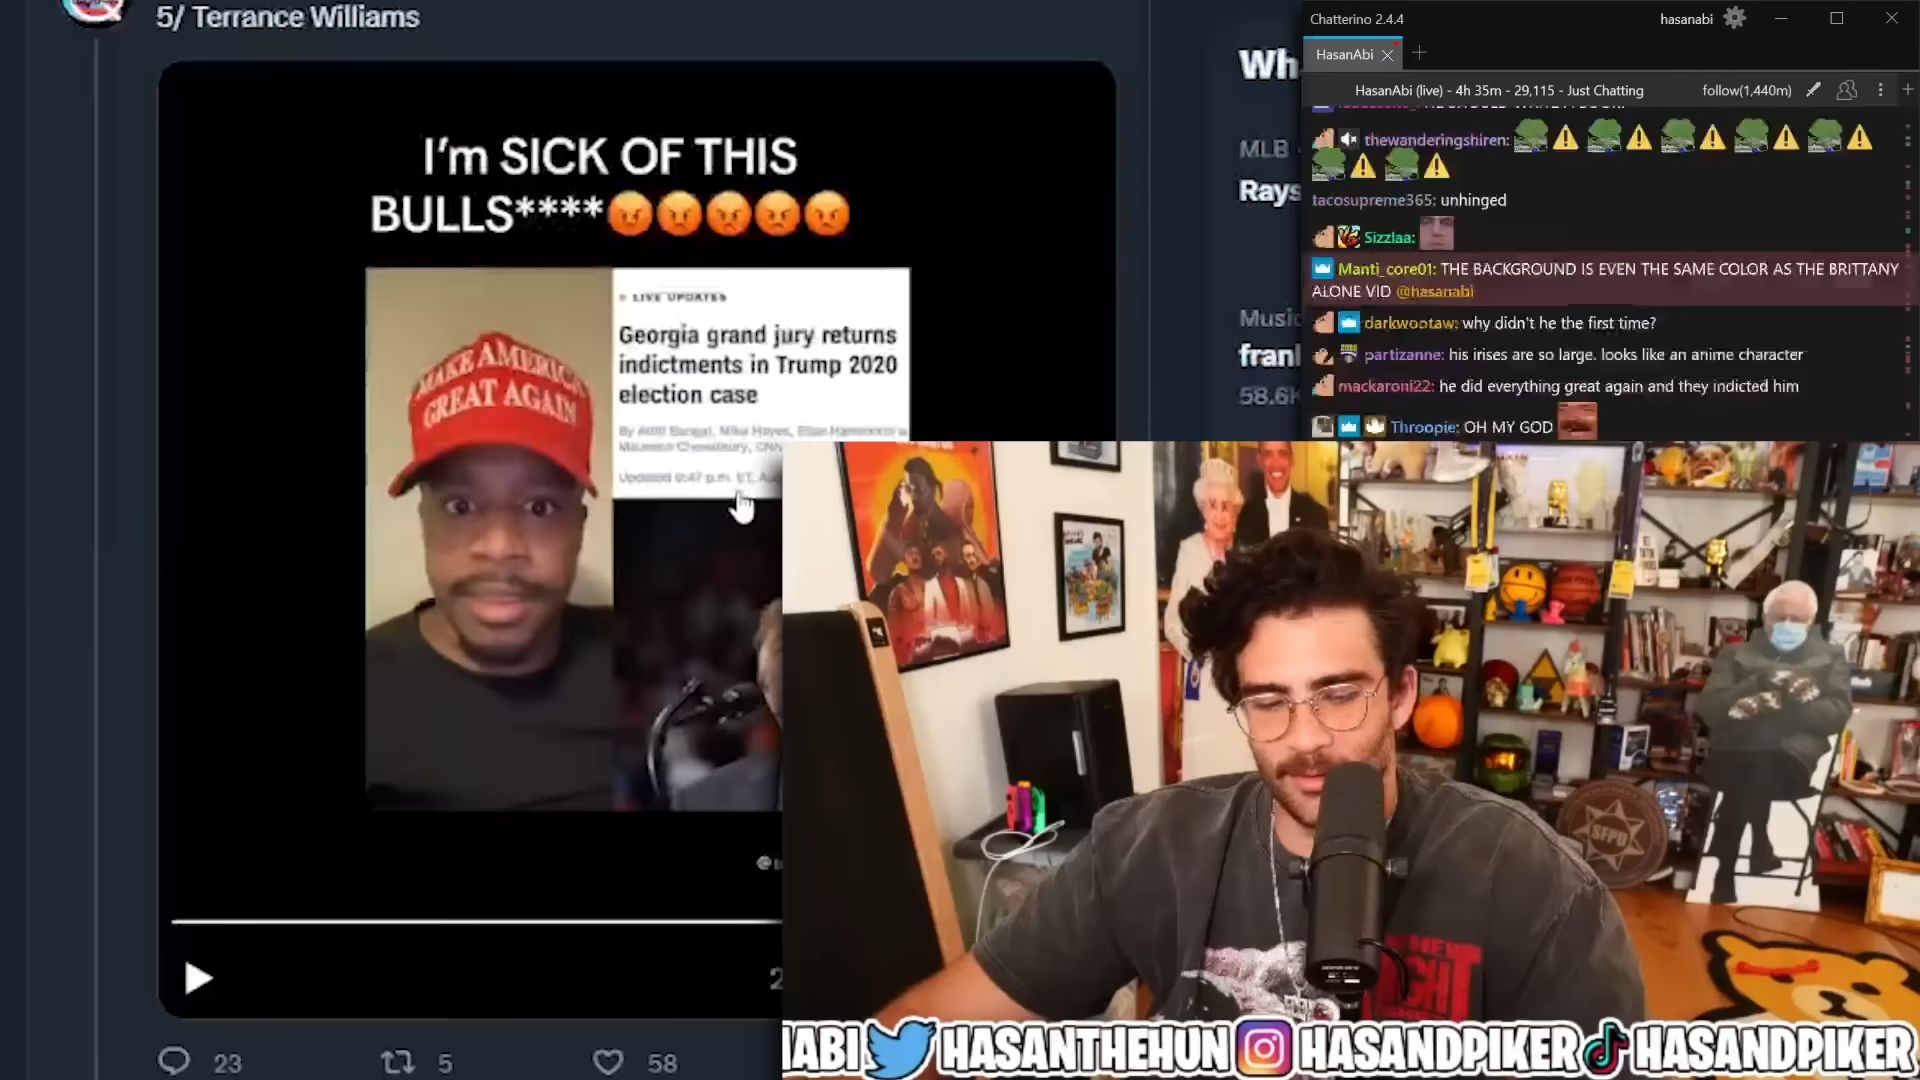 5/ Terrance Williams
I'm SICK OF THIS
BULLS****😡😡😡😡😡
MAKE AMERICA
GREAT AGAIN
LIVE UPDATES
Georgia grand jury returns
indictments in Trump 2020
election case
23
5
58
Wh
MLB
Rays
Music
58.6K
Chatterino 2.4.4
hasanabi
HasanAbi
HasanAbi (live) - 4h 35m - 29,115 - Just Chatting
follow(1,440m)
thewanderingshiren:
tacosupreme365: unhinged
Sizzlaa:
Manti_core01: THE BACKGROUND IS EVEN THE SAME COLOR AS THE BRITTANY
ALONE VID @hasanabi
darkwootaw: why didn't he the first time?
partizanne: his irises are so large. looks like an anime character
mackaroni22: he did everything great again and they indicted him
Throopie: OH MY GOD
SFPD
ABI HASANTHEHUN HASANDPIKER HASANDPIKER